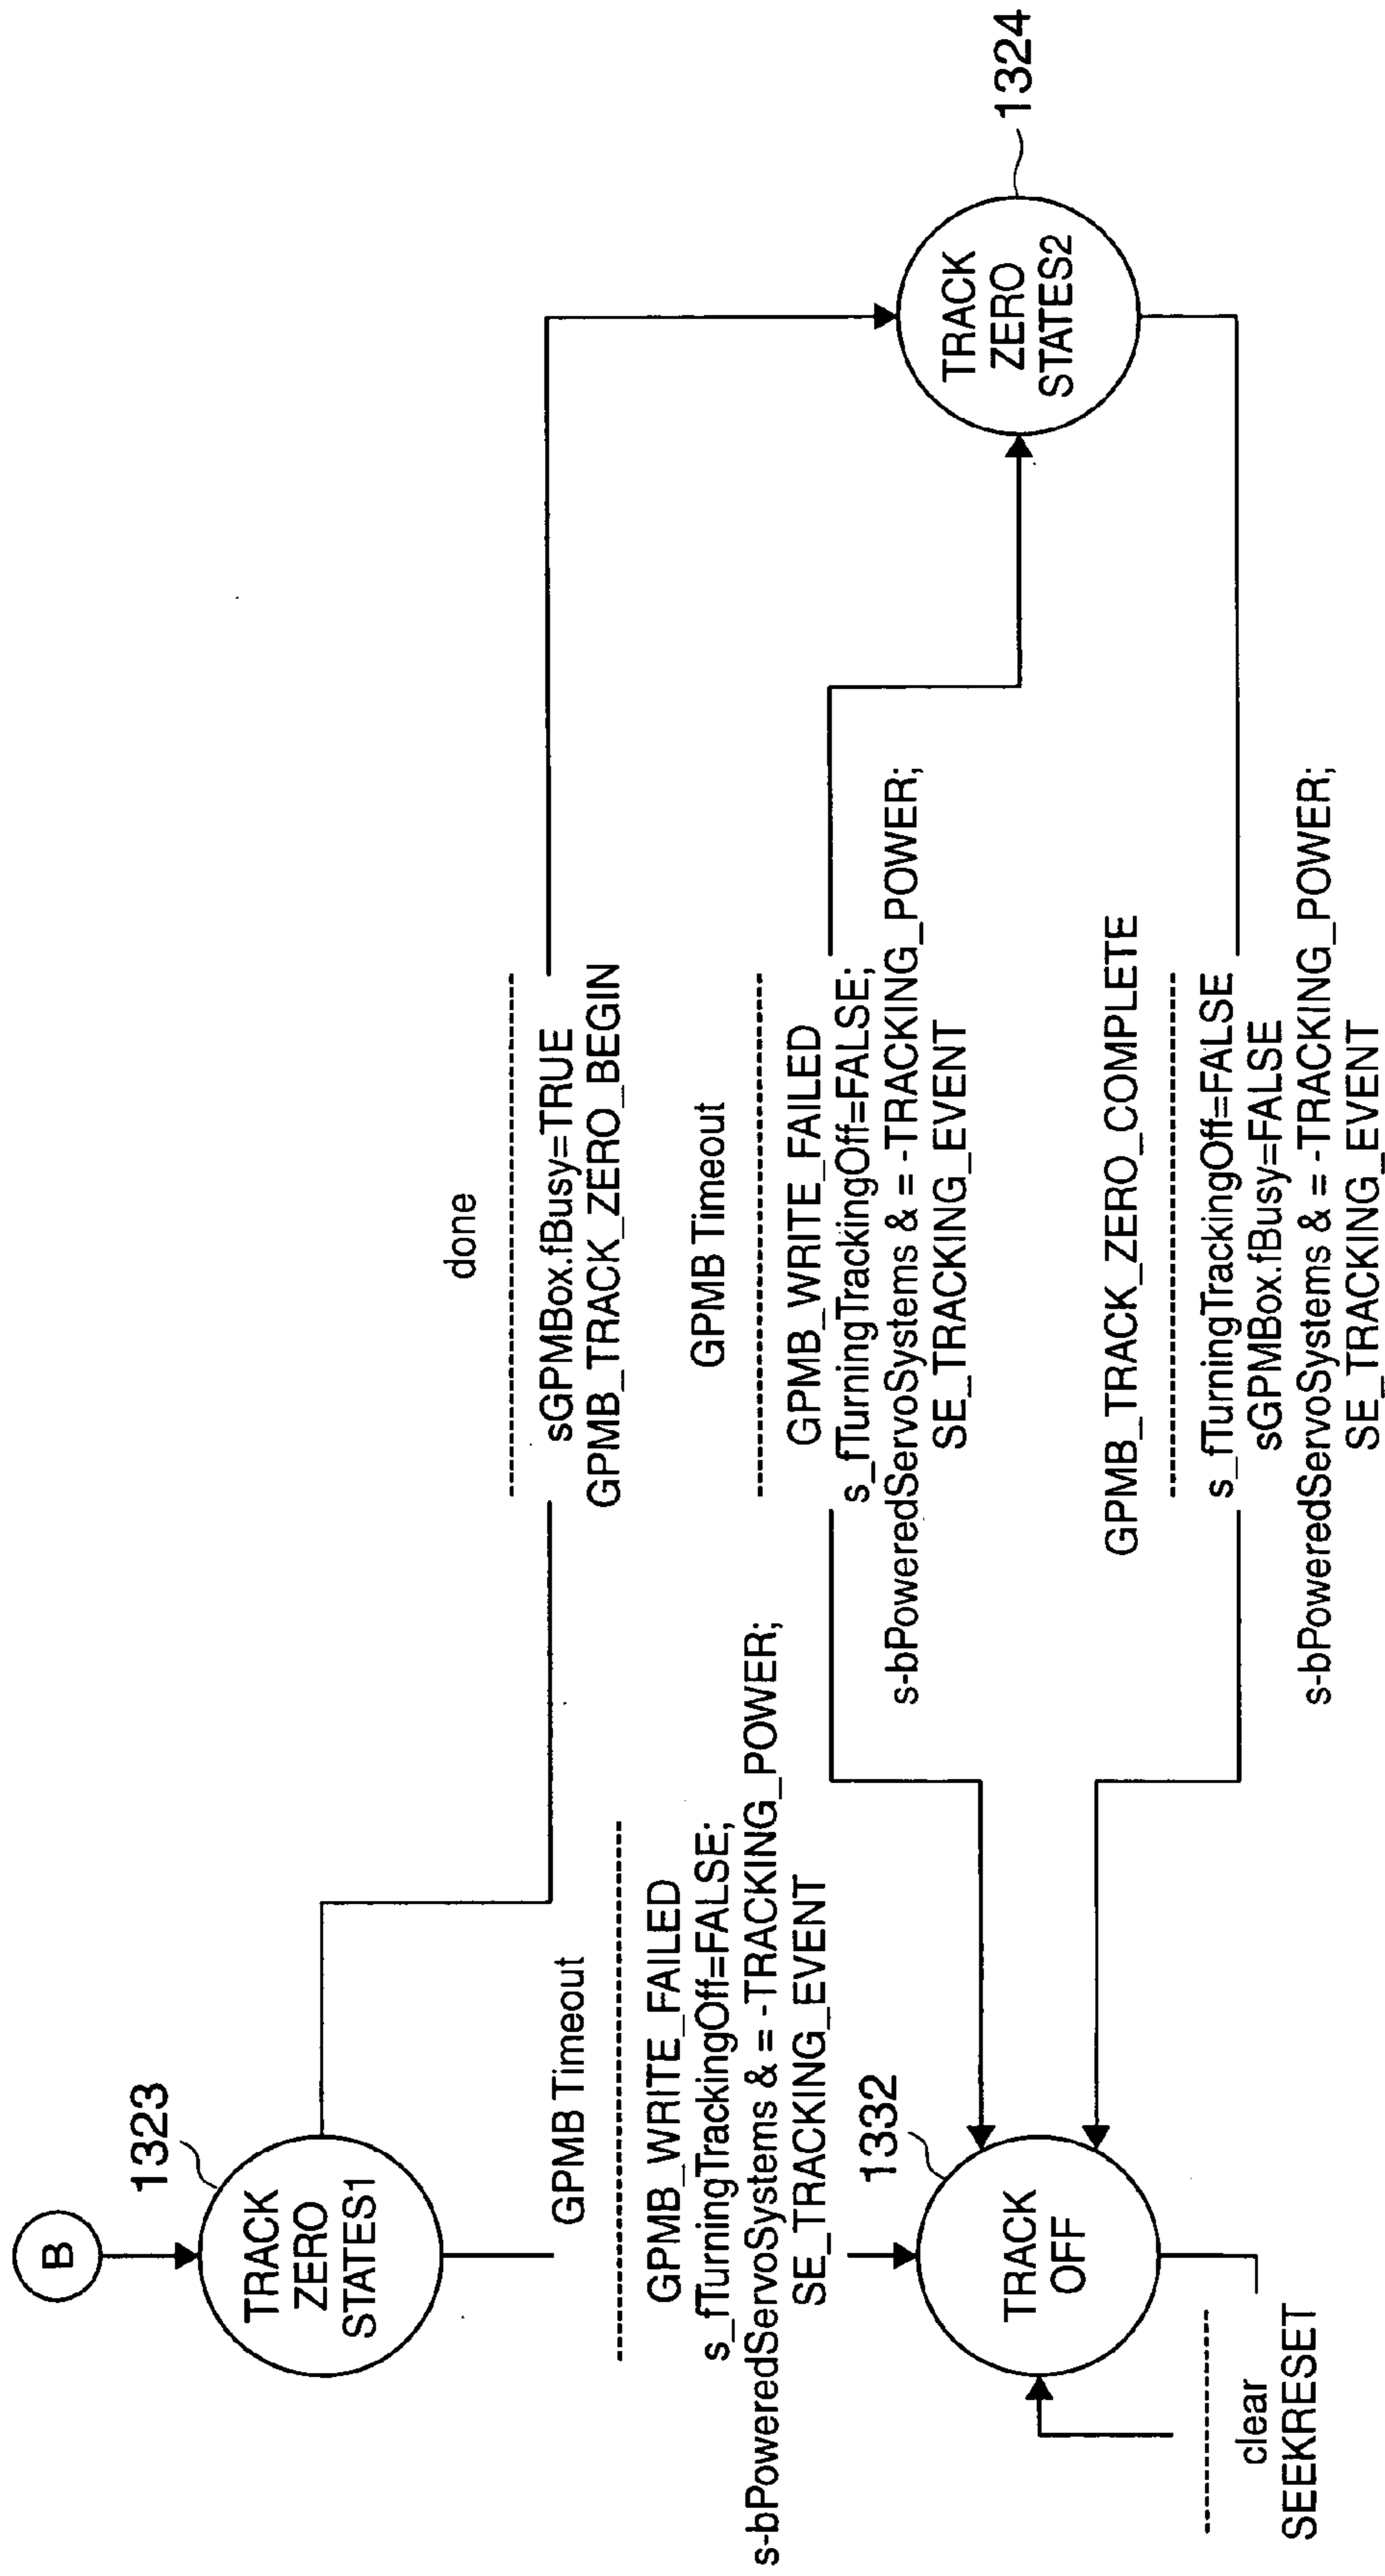 B
1323
TRACK
ZERO
STATES1
done
sGPMBox.fBusy=TRUE
GPMB_TRACK_ZERO_BEGIN
GPMB Timeout
GPMB_WRITE_FAILED
s_fTurningTrackingOff=FALSE;
s-bPoweredServoSystems & = -TRACKING_POWER;
SE_TRACKING_EVENT
GPMB Timeout
GPMB_WRITE_FAILED
s_fTurningTrackingOff=FALSE;
s-bPoweredServoSystems & = -TRACKING_POWER;
SE_TRACKING_EVENT
1324
TRACK
ZERO
STATES2
1332
TRACK
OFF
GPMB_TRACK_ZERO_COMPLETE
s_fTurningTrackingOff=FALSE
sGPMBox.fBusy=FALSE
s-bPoweredServoSystems & = -TRACKING_POWER;
SE_TRACKING_EVENT
clear
SEEKRESET